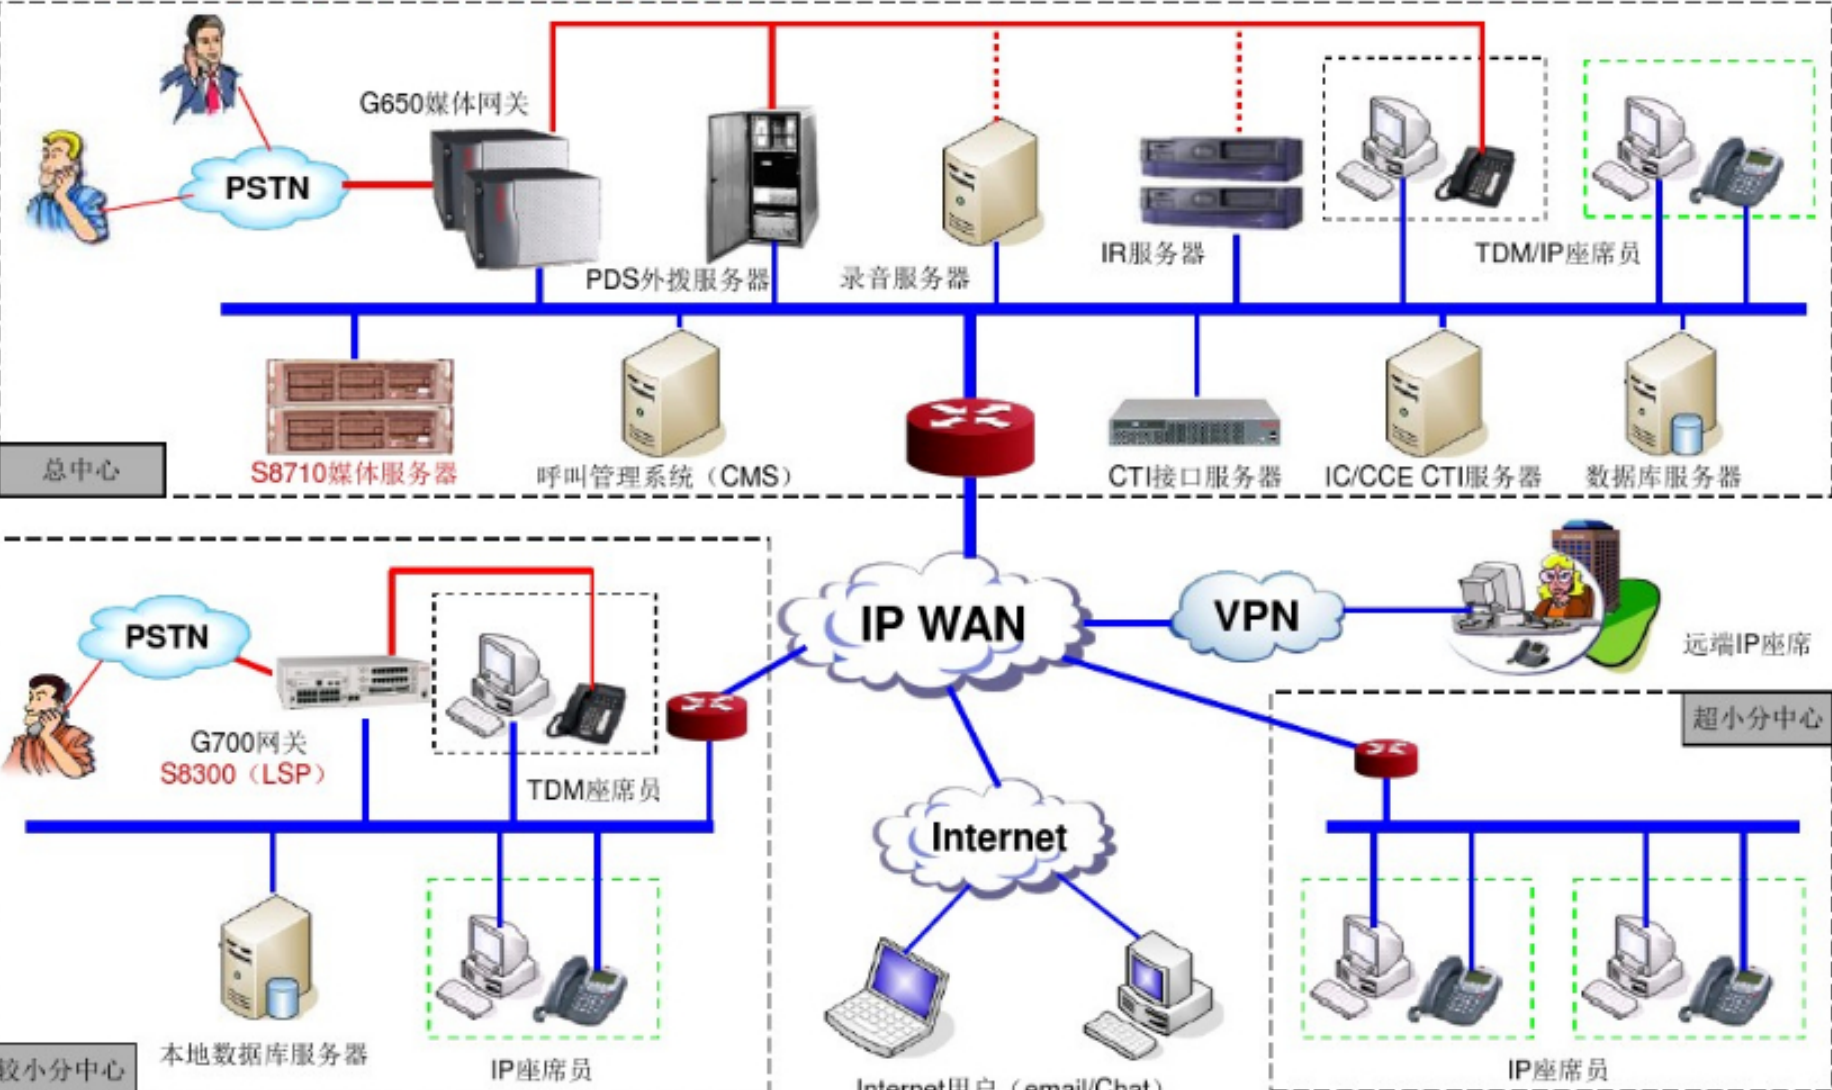 G650媒体网关
PSTN
PDS外拨服务器
录音服务器
IR服务器
TDM/IP座席员
总中心
S8710媒体服务器
呼叫管理系统（CMS）
CTI接口服务器
IC/CCE CTI服务器
数据库服务器
PSTN
IP WAN
VPN
远端IP座席
超小分中心
G700网关
S8300（LSP）
TDM座席员
Internet
本地数据库服务器
IP座席员
IP座席员
较小分中心
Internet用户（email/Chat）